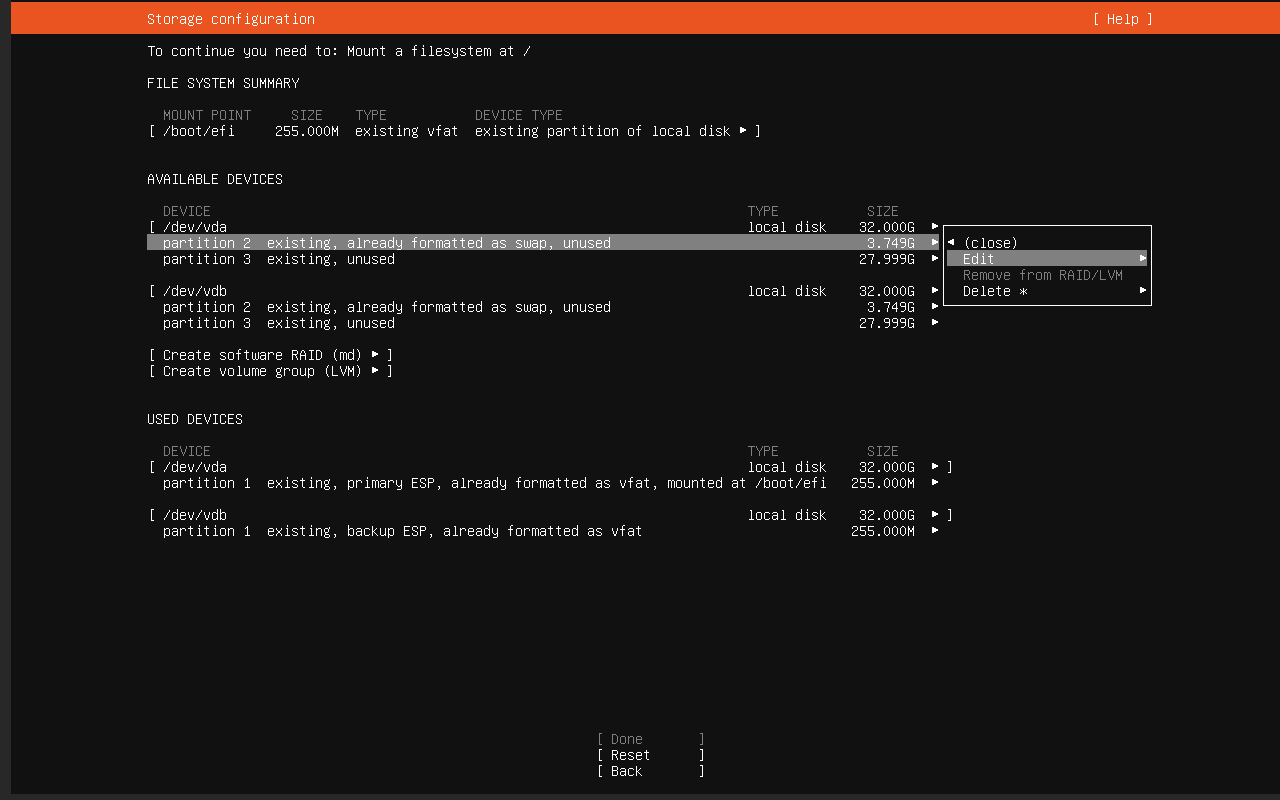 Storage configuration [ Help ]
To continue you need to: Mount a filesystem at /
FILE SYSTEM SUMMARY
MOUNT POINT SIZE TYPE DEVICE TYPE
[ /boot/efi 255.000M existing vfat existing partition of local disk ▸ ]
AVAILABLE DEVICES
DEVICE TYPE SIZE
[ /dev/vda local disk 32.000G ▸
partition 2 existing, already formatted as swap, unused 3.749G ▸
partition 3 existing, unused 27.999G ▸
◂ (close)
Edit ▸
Remove from RAID/LVM
Delete * ▸
[ /dev/vdb local disk 32.000G ▸
partition 2 existing, already formatted as swap, unused 3.749G ▸
partition 3 existing, unused 27.999G ▸
[ Create software RAID (md) ▸ ]
[ Create volume group (LVM) ▸ ]
USED DEVICES
DEVICE TYPE SIZE
[ /dev/vda local disk 32.000G ▸ ]
partition 1 existing, primary ESP, already formatted as vfat, mounted at /boot/efi 255.000M ▸
[ /dev/vdb local disk 32.000G ▸ ]
partition 1 existing, backup ESP, already formatted as vfat 255.000M ▸
[ Done ]
[ Reset ]
[ Back ]